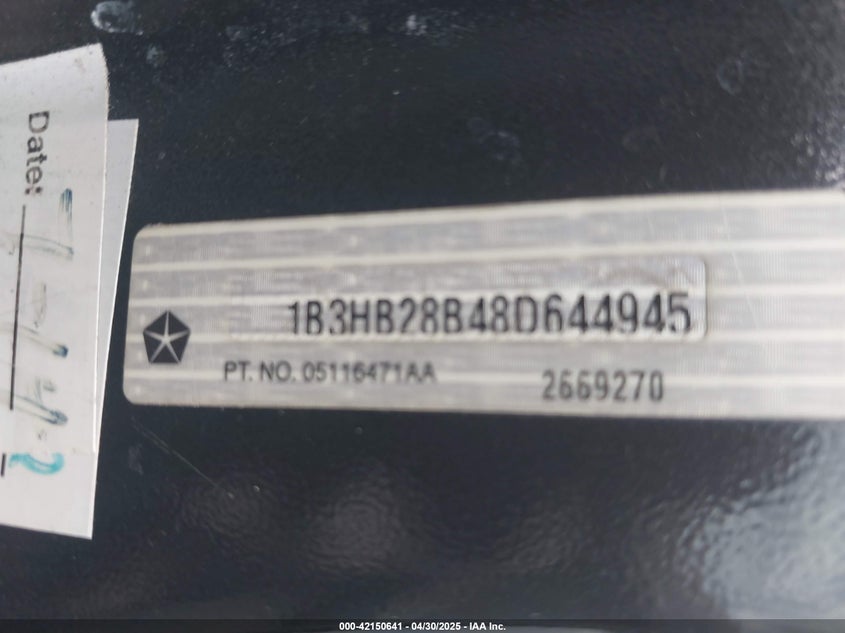 Date:
1B3HB28B48D644945
PT. NO. 05116471AA
2669270
000-42150641 - 04/30/2025 - IAA Inc.